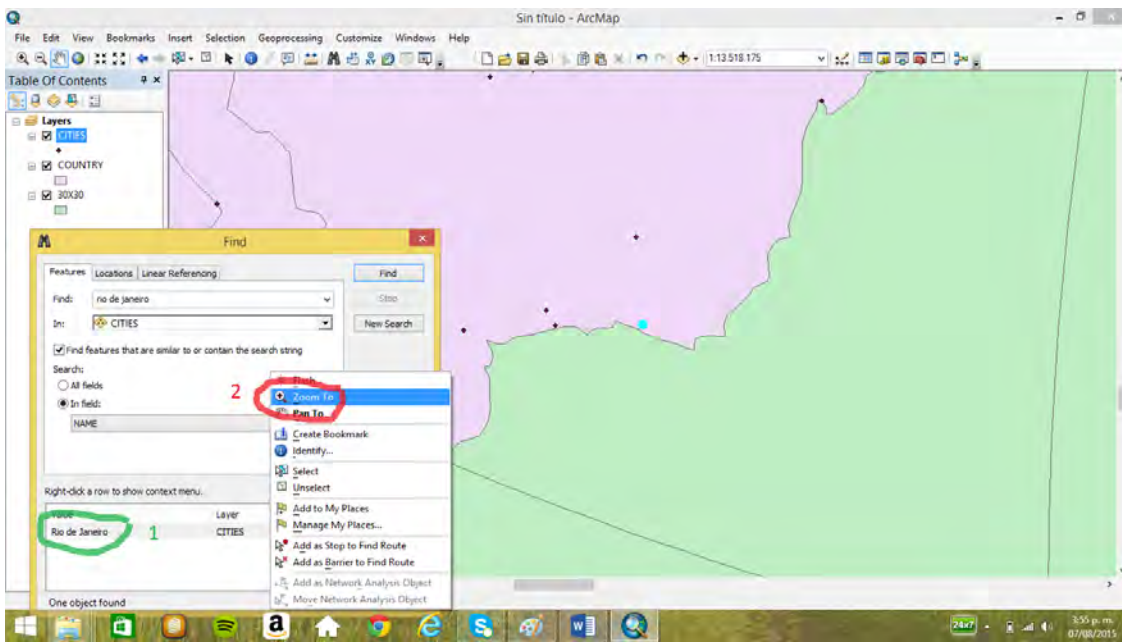 Sin título - ArcMap
File Edit View Bookmarks Insert Selection Geoprocessing Customize Windows Help
1:13.518.175
Table Of Contents
Layers
CITIES
COUNTRY
30X30
Find
Features Locations Linear Referencing
Find
Find: rio de janeiro
Stop
In: CITIES
New Search
Find features that are similar to or contain the search string
Search:
All fields
In field:
NAME
2
Flash
Zoom To
Pan To
Create Bookmark
Identify...
Select
Unselect
Add to My Places
Manage My Places...
Add as Stop to Find Route
Add as Barrier to Find Route
Add as Network Analysis Object
Move Network Analysis Object
Right-click a row to show context menu.
Value Layer
Rio de Janeiro CITIES
1
One object found
24x7
3:55 p. m.
07/08/2015